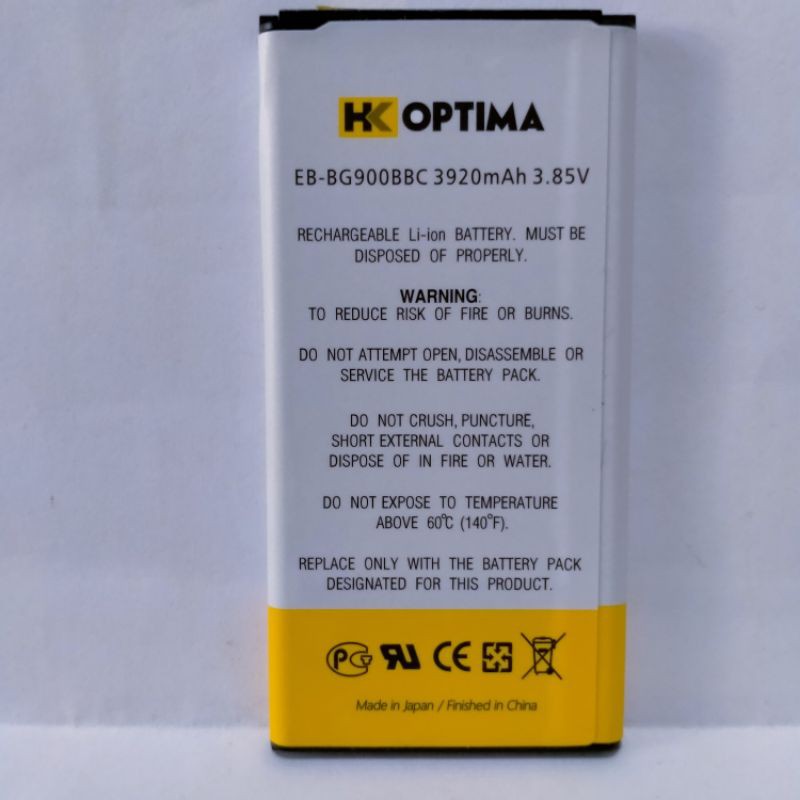 HK OPTIMA
EB-BG900BBC 3920mAh 3.85V
RECHARGEABLE Li-ion BATTERY. MUST BE
DISPOSED OF PROPERLY.
WARNING:
TO REDUCE RISK OF FIRE OR BURNS.
DO NOT ATTEMPT OPEN, DISASSEMBLE OR
SERVICE THE BATTERY PACK.
DO NOT CRUSH, PUNCTURE,
SHORT EXTERNAL CONTACTS OR
DISPOSE OF IN FIRE OR WATER.
DO NOT EXPOSE TO TEMPERATURE
ABOVE 60℃ (140°F).
REPLACE ONLY WITH THE BATTERY PACK
DESIGNATED FOR THIS PRODUCT.
PG RU CE
Made in Japan / Finished in China